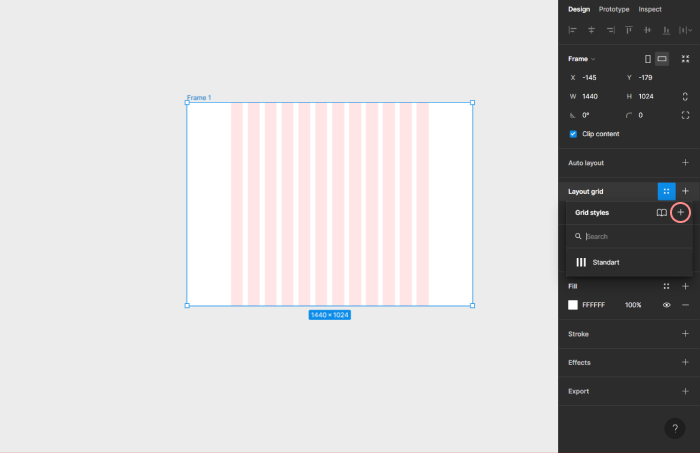 Design Prototype Inspect
Frame
X -145 Y -179
W 1440 H 1024
0° 0
Clip content
Auto layout
Layout grid
Grid styles
Search
Standart
Fill
FFFFFF 100%
Stroke
Effects
Export
?
Frame 1
1440 × 1024